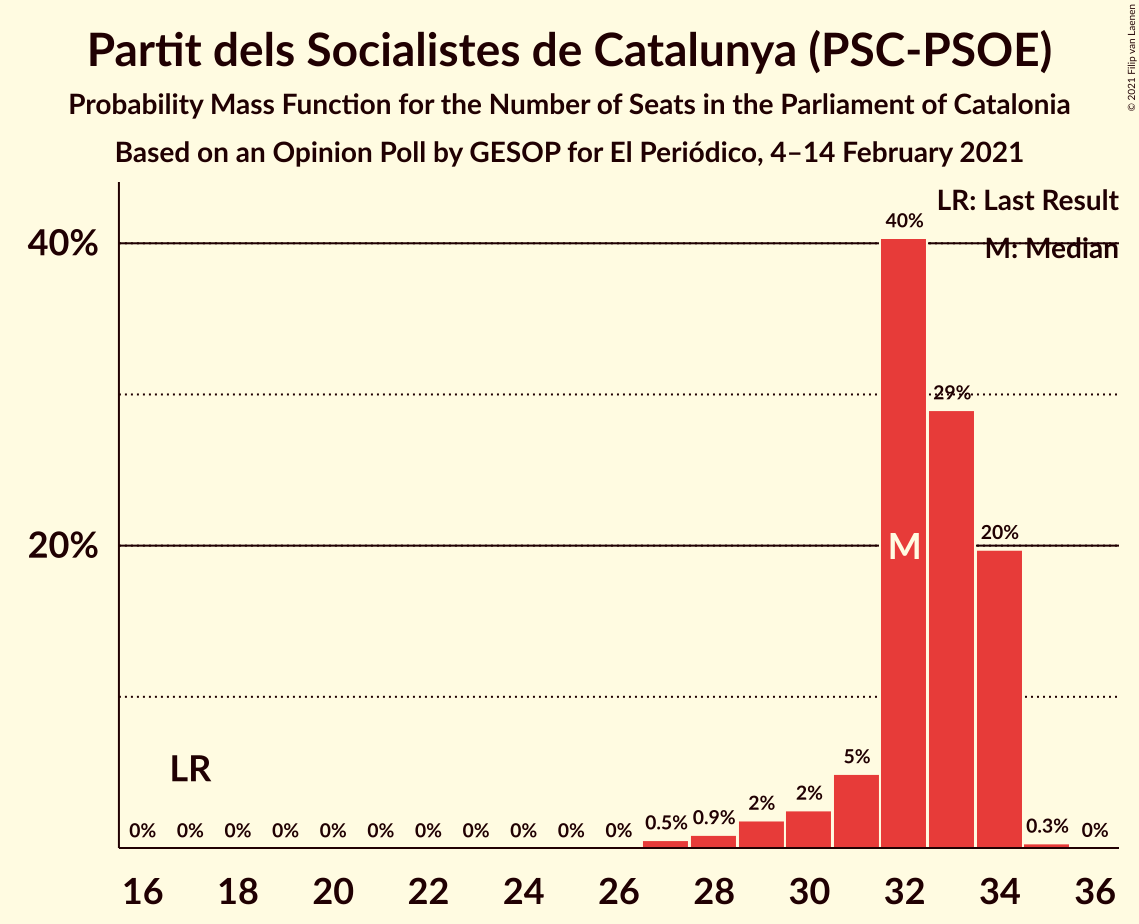 Partit dels Socialistes de Catalunya (PSC-PSOE)
Probability Mass Function for the Number of Seats in the Parliament of Catalonia
Based on an Opinion Poll by GESOP for El Periódico, 4–14 February 2021
© 2021 Filip van Laenen
LR: Last Result
M: Median
40%
20%
40%
29%
20%
M
5%
LR
0% 0% 0% 0% 0% 0% 0% 0% 0% 0% 0% 0.5% 0.9% 2% 2% 0.3% 0%
16 18 20 22 24 26 28 30 32 34 36